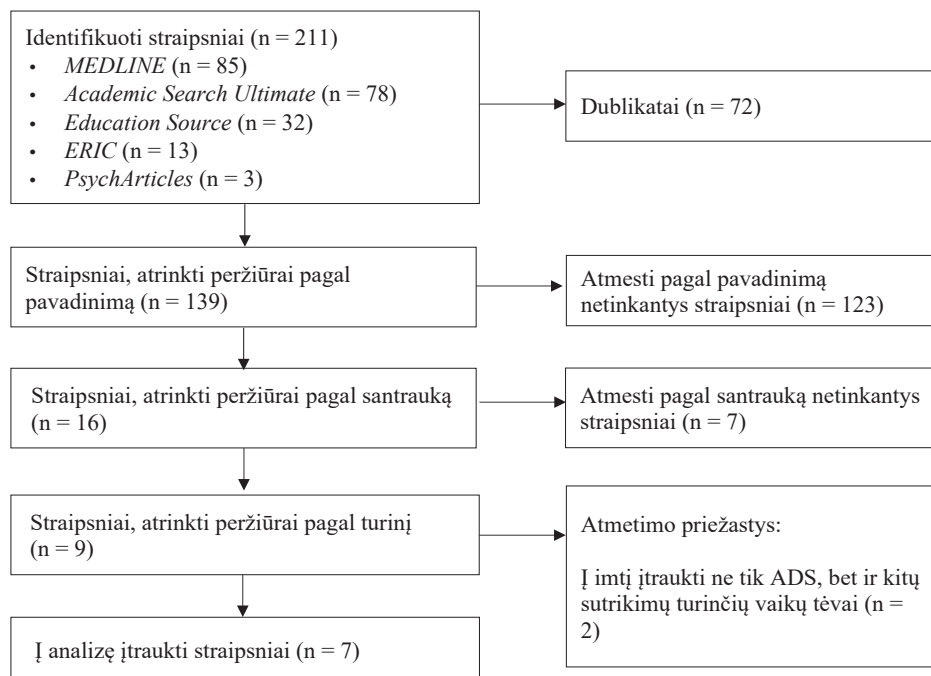 Identifikuoti straipsniai (n = 211)
• MEDLINE (n = 85)
• Academic Search Ultimate (n = 78)
• Education Source (n = 32)
• ERIC (n = 13)
• PsychArticles (n = 3)
Dublikatai (n = 72)
Straipsniai, atrinkti peržiūrai pagal
pavadinimą (n = 139)
Atmesti pagal pavadinimą
netinkantys straipsniai (n = 123)
Straipsniai, atrinkti peržiūrai pagal santrauką
(n = 16)
Atmesti pagal santrauką netinkantys
straipsniai (n = 7)
Straipsniai, atrinkti peržiūrai pagal turinį
(n = 9)
Atmetimo priežastys:
Į imtį įtraukti ne tik ADS, bet ir kitų
sutrikimų turinčių vaikų tėvai (n =
2)
Į analizę įtraukti straipsniai (n = 7)